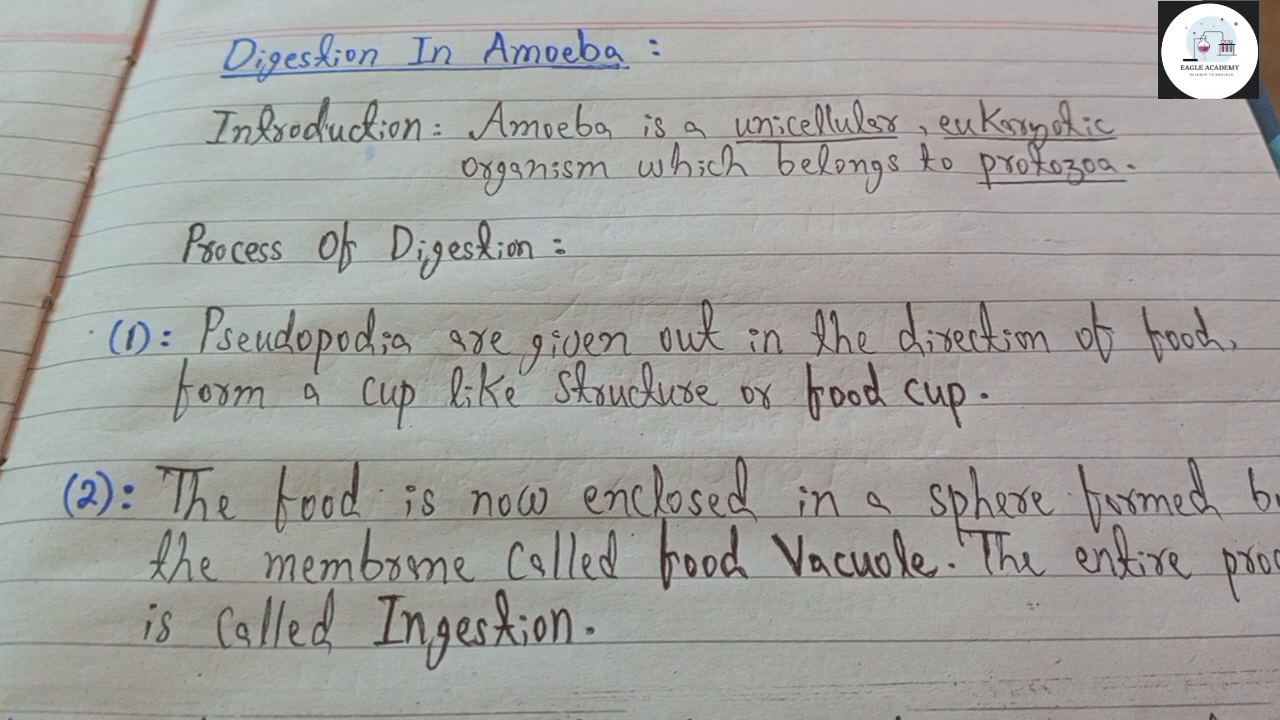 Digestion In Amoeba :
Introduction : Amoeba is a unicellular , eukaryotic
organism which belongs to protozoa .
Process Of Digestion :
(1) : Pseudopodia are given out in the direction of food,
form a cup like structure or food cup .
(2) : The food is now enclosed in a sphere formed
the membrane called food Vacuole . The entire
is called Ingestion .
EAGLE ACADEMY